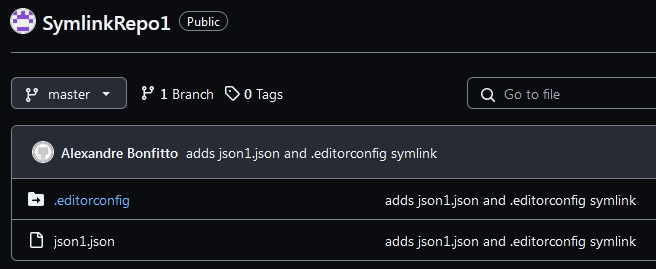 SymlinkRepo1 Public
master 1 Branch 0 Tags Go to file
Alexandre Bonfitto adds json1.json and .editorconfig symlink
.editorconfig adds json1.json and .editorconfig symlink
json1.json adds json1.json and .editorconfig symlink